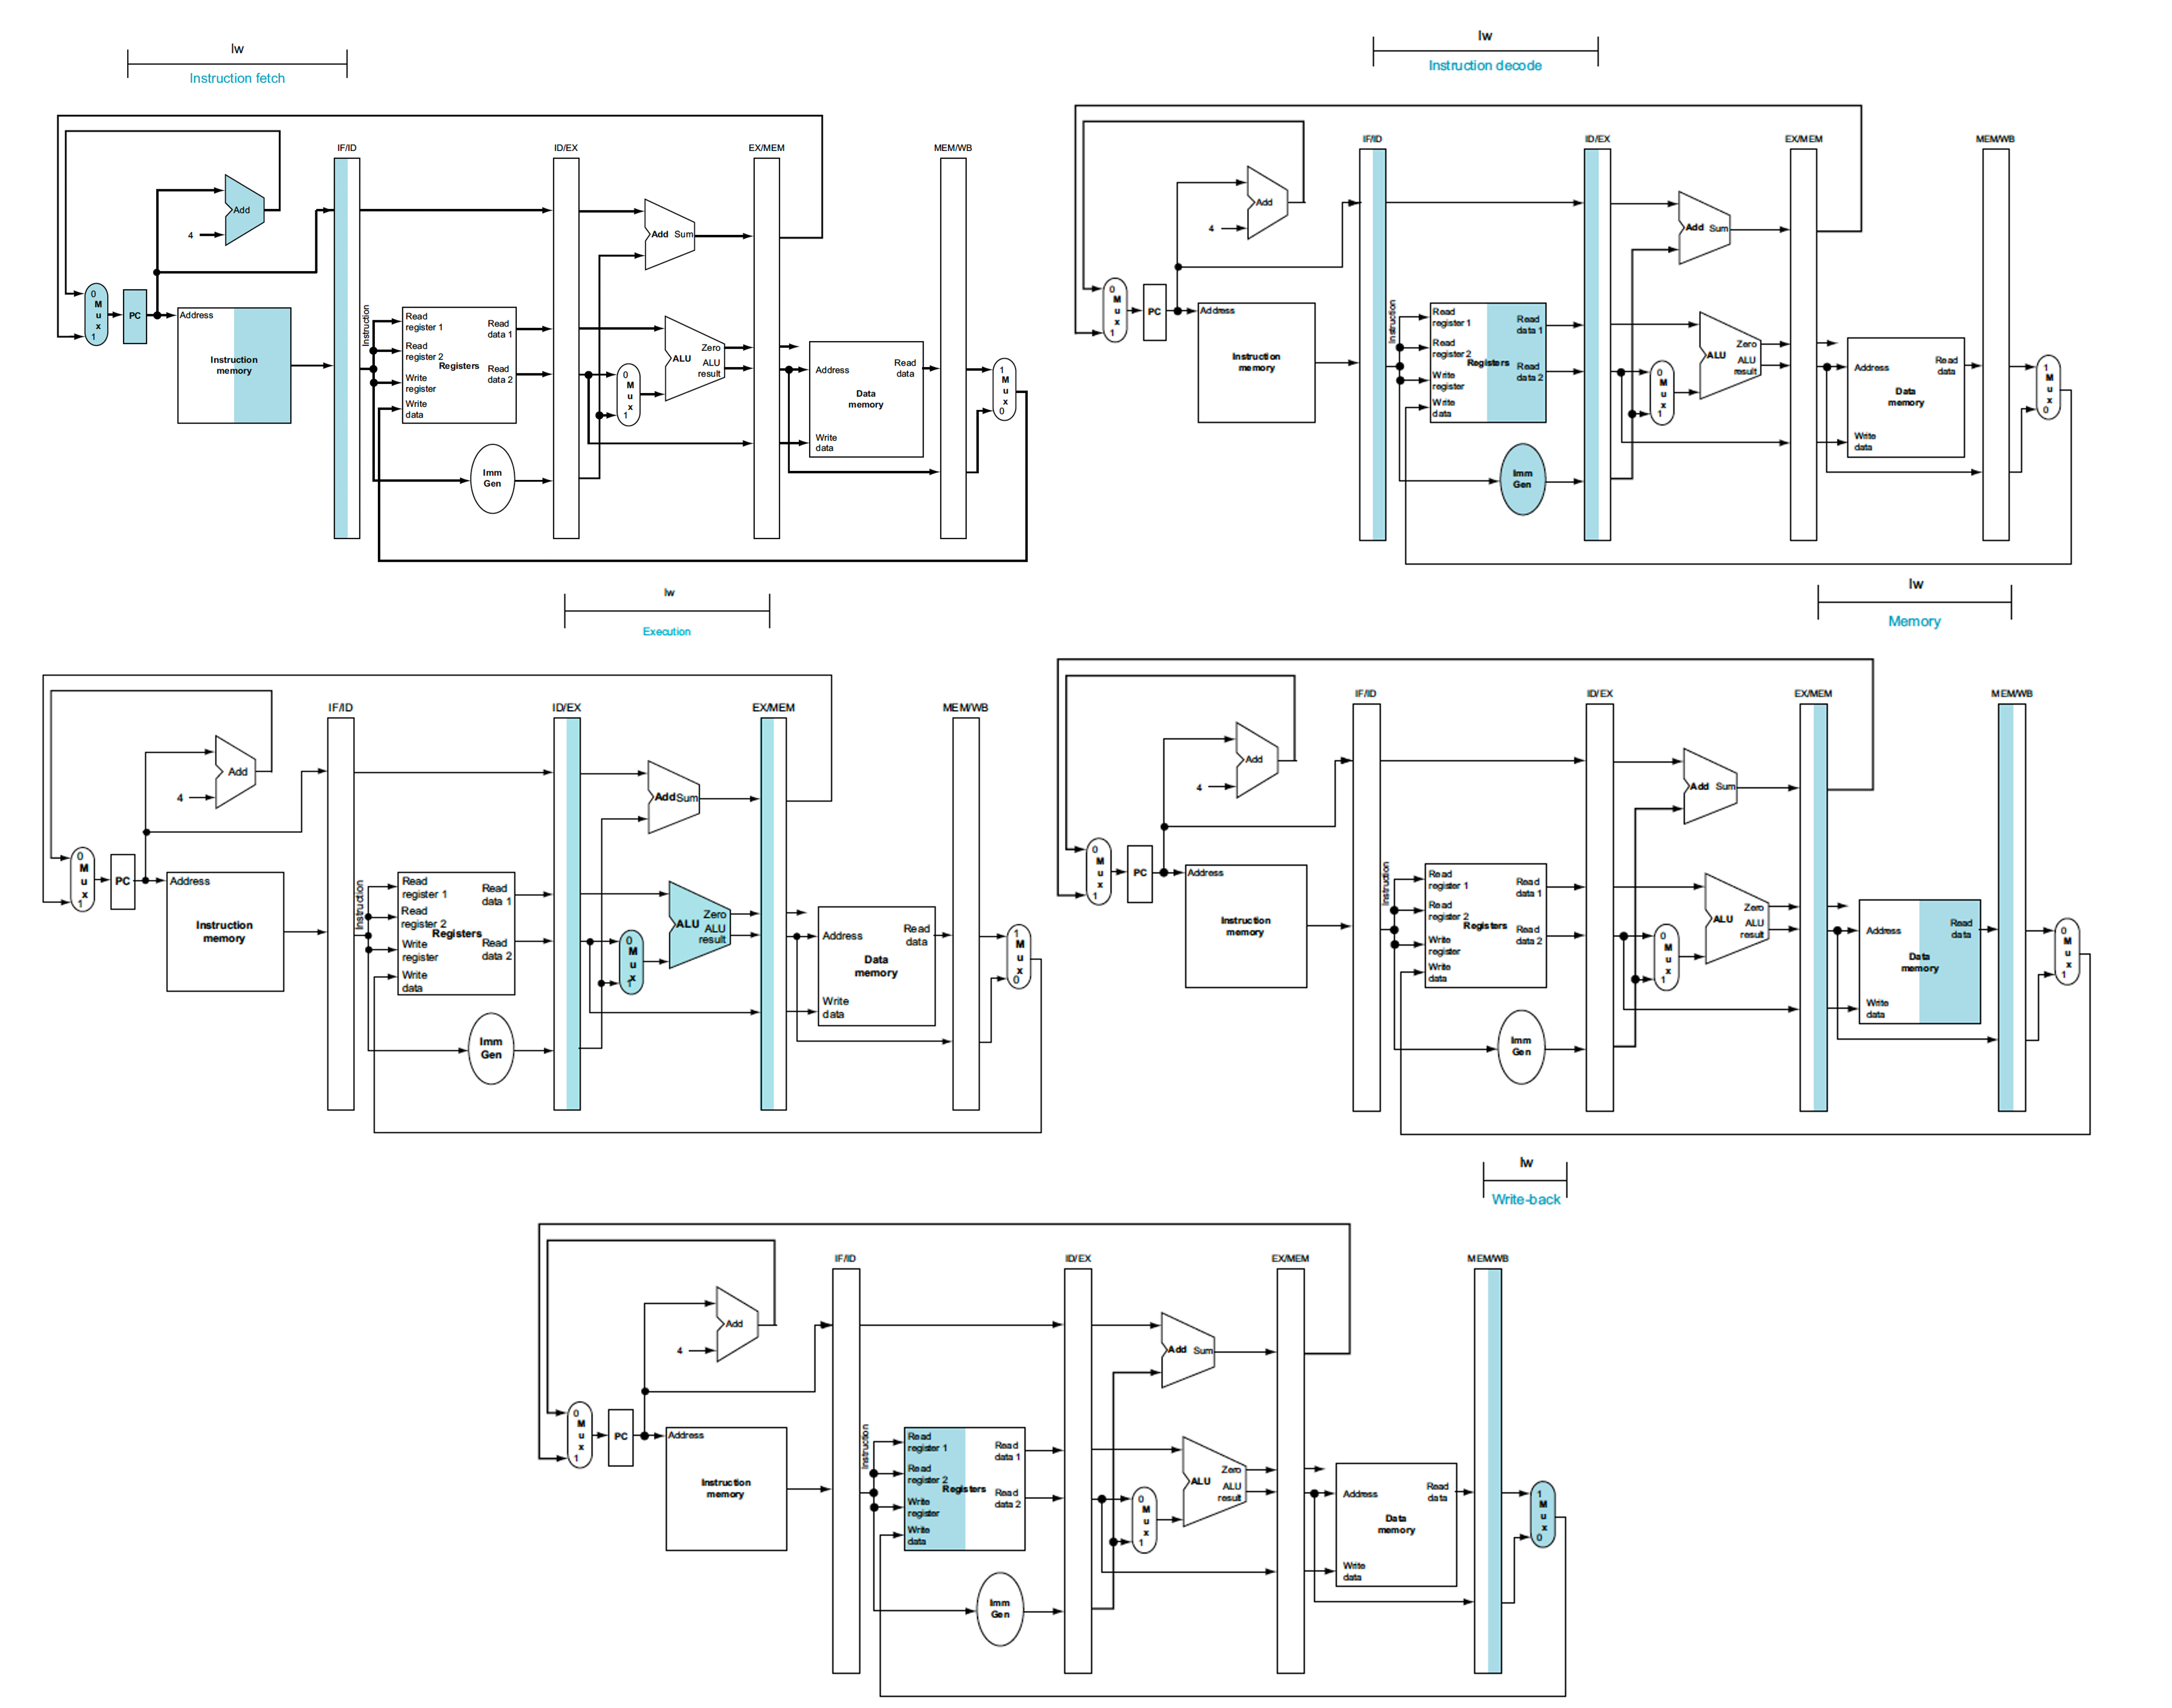 lw
Instruction fetch
IF/ID
ID/EX
EX/MEM
MEM/WB
Add
4
Add Sum
0
M
u
x
1
PC
Address
Instruction
memory
Instruction
Read
register 1
Read
register 2
Write
register
Write
data
Registers
Read
data 1
Read
data 2
Imm
Gen
0
M
u
x
1
ALU
Zero
ALU
result
Address
Read
data
Data
memory
Write
data
1
M
u
x
0
lw
Instruction decode
IF/ID
ID/EX
EX/MEM
MEM/WB
Add
4
Add Sum
0
M
u
x
1
PC
Address
Instruction
memory
Instruction
Read
register 1
Read
register 2
Write
register
Write
data
Registers
Read
data 1
Read
data 2
Imm
Gen
0
M
u
x
1
ALU
Zero
ALU
result
Address
Read
data
Data
memory
Write
data
1
M
u
x
0
lw
Execution
IF/ID
ID/EX
EX/MEM
MEM/WB
Add
4
Add Sum
0
M
u
x
1
PC
Address
Instruction
memory
Instruction
Read
register 1
Read
register 2
Write
register
Write
data
Registers
Read
data 1
Read
data 2
Imm
Gen
0
M
u
x
1
ALU
Zero
ALU
result
Address
Read
data
Data
memory
Write
data
1
M
u
x
0
lw
Memory
IF/ID
ID/EX
EX/MEM
MEM/WB
Add
4
Add Sum
0
M
u
x
1
PC
Address
Instruction
memory
Instruction
Read
register 1
Read
register 2
Write
register
Write
data
Registers
Read
data 1
Read
data 2
Imm
Gen
0
M
u
x
1
ALU
Zero
ALU
result
Address
Read
data
Data
memory
Write
data
0
M
u
x
1
lw
Write-back
IF/ID
ID/EX
EX/MEM
MEM/WB
Add
4
Add Sum
0
M
u
x
1
PC
Address
Instruction
memory
Instruction
Read
register 1
Read
register 2
Write
register
Write
data
Registers
Read
data 1
Read
data 2
Imm
Gen
0
M
u
x
1
ALU
Zero
ALU
result
Address
Read
data
Data
memory
Write
data
1
M
u
x
0